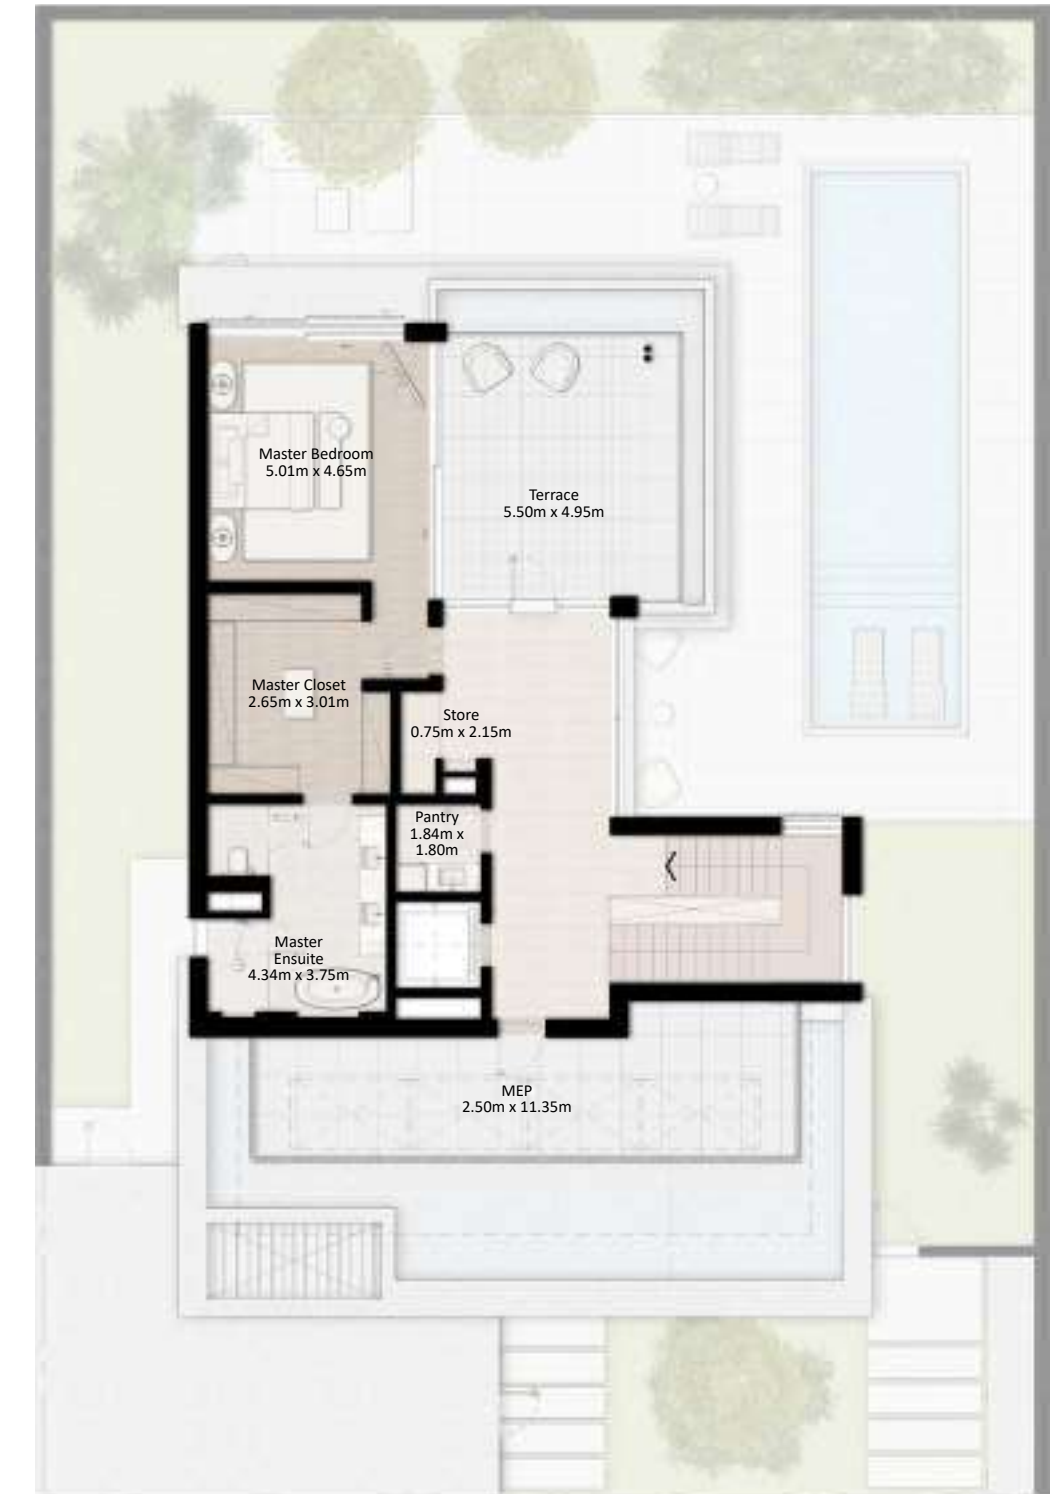 Master Bedroom
5.01m x 4.65m
Terrace
5.50m x 4.95m
Master Closet
2.65m x 3.01m
Store
0.75m x 2.15m
Pantry
1.84m x
1.80m
Master
Ensuite
4.34m x 3.75m
MEP
2.50m x 11.35m